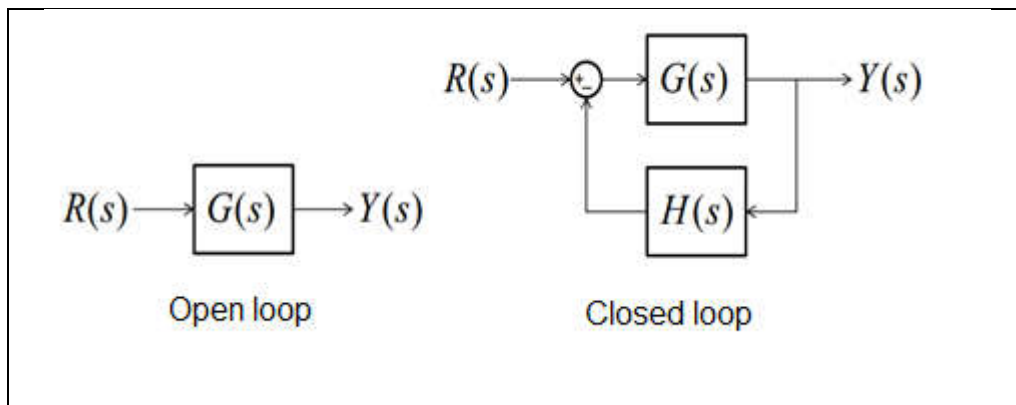 R(s) G(s) Y(s)
Open loop
R(s) + − G(s) Y(s)
H(s)
Closed loop